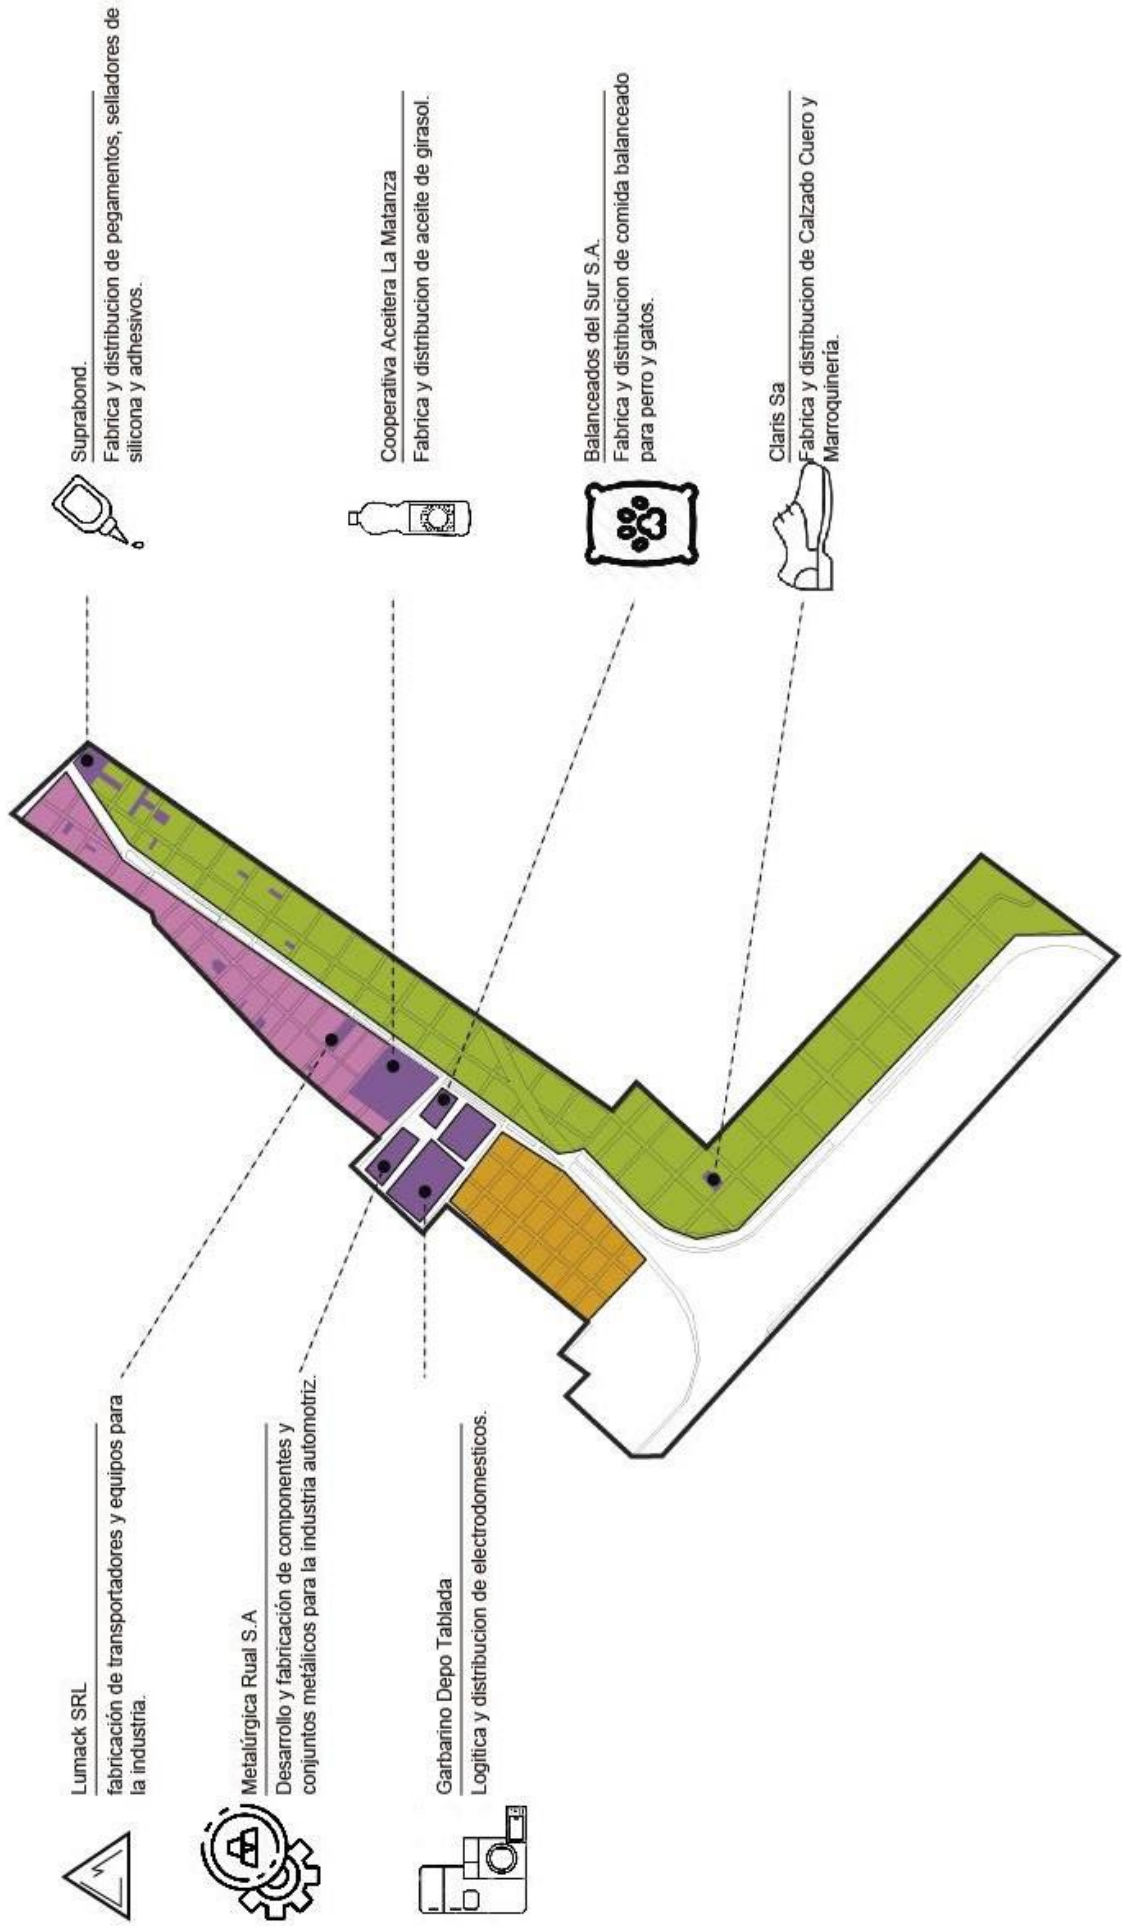 Lumack SRL
fabricación de transportadores y equipos para
la industria.
Metalúrgica Rual S.A
Desarrollo y fabricación de componentes y
conjuntos metálicos para la industria automotriz.
Garbarino Depo Tablada
Logitica y distribucion de electrodomesticos.
Suprabond.
Fabrica y distribucion de pegamentos, selladores de
silicona y adhesivos.
Cooperativa Aceitera La Matanza
Fabrica y distribucion de aceite de girasol.
Balanceados del Sur S.A.
Fabrica y distribucion de comida balanceado
para perro y gatos.
Claris Sa
Fabrica y distribucion de Calzado Cuero y
Marroquinería.